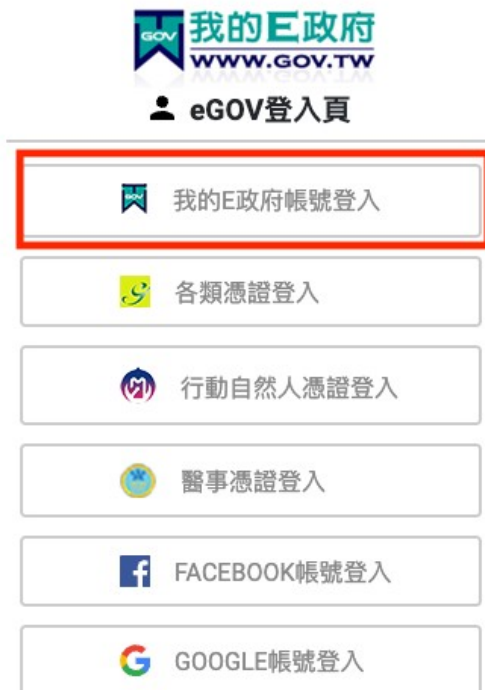 GOV 我的E政府
WWW.GOV.TW
eGOV登入頁
我的E政府帳號登入
各類憑證登入
行動自然人憑證登入
醫事憑證登入
FACEBOOK帳號登入
GOOGLE帳號登入